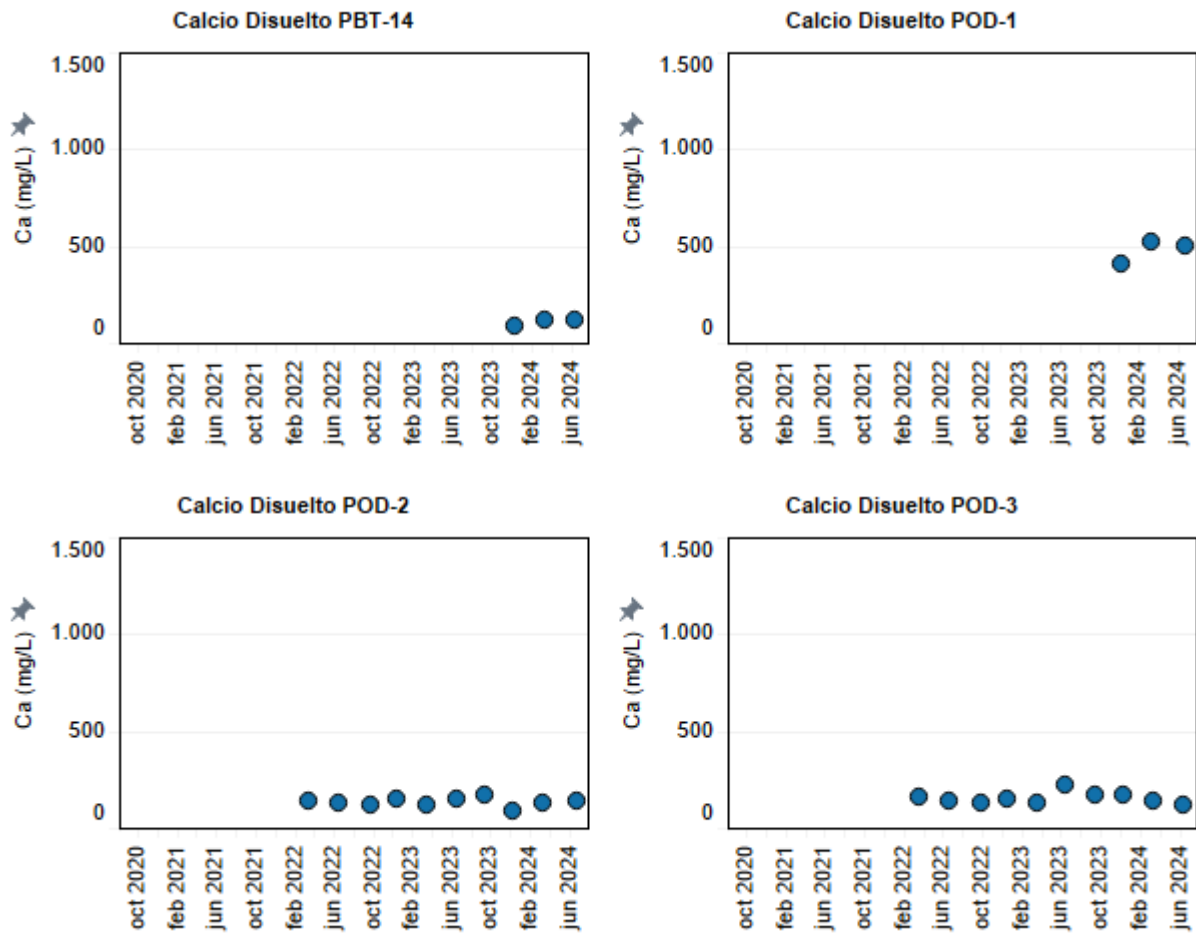 Calcio Disuelto PBT-14
1.500
1.000
500
0
Ca (mg/L)
oct 2020
feb 2021
jun 2021
oct 2021
feb 2022
jun 2022
oct 2022
feb 2023
jun 2023
oct 2023
feb 2024
jun 2024
Calcio Disuelto POD-1
1.500
1.000
500
0
Ca (mg/L)
oct 2020
feb 2021
jun 2021
oct 2021
feb 2022
jun 2022
oct 2022
feb 2023
jun 2023
oct 2023
feb 2024
jun 2024
Calcio Disuelto POD-2
1.500
1.000
500
0
Ca (mg/L)
oct 2020
feb 2021
jun 2021
oct 2021
feb 2022
jun 2022
oct 2022
feb 2023
jun 2023
oct 2023
feb 2024
jun 2024
Calcio Disuelto POD-3
1.500
1.000
500
0
Ca (mg/L)
oct 2020
feb 2021
jun 2021
oct 2021
feb 2022
jun 2022
oct 2022
feb 2023
jun 2023
oct 2023
feb 2024
jun 2024